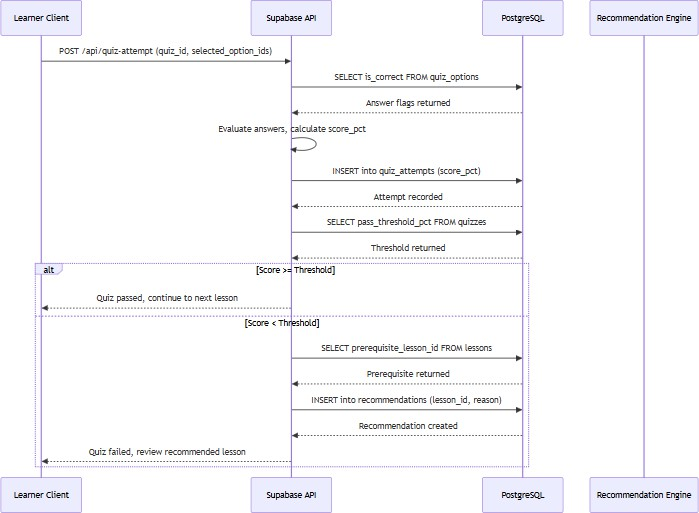 Learner Client
Supabase API
PostgreSQL
Recommendation Engine
POST /api/quiz-attempt (quiz_id, selected_option_ids)
SELECT is_correct FROM quiz_options
Answer flags returned
Evaluate answers, calculate score_pct
INSERT into quiz_attempts (score_pct)
Attempt recorded
SELECT pass_threshold_pct FROM quizzes
Threshold returned
alt
[Score >= Threshold]
Quiz passed, continue to next lesson
[Score < Threshold]
SELECT prerequisite_lesson_id FROM lessons
Prerequisite returned
INSERT into recommendations (lesson_id, reason)
Recommendation created
Quiz failed, review recommended lesson
Learner Client
Supabase API
PostgreSQL
Recommendation Engine